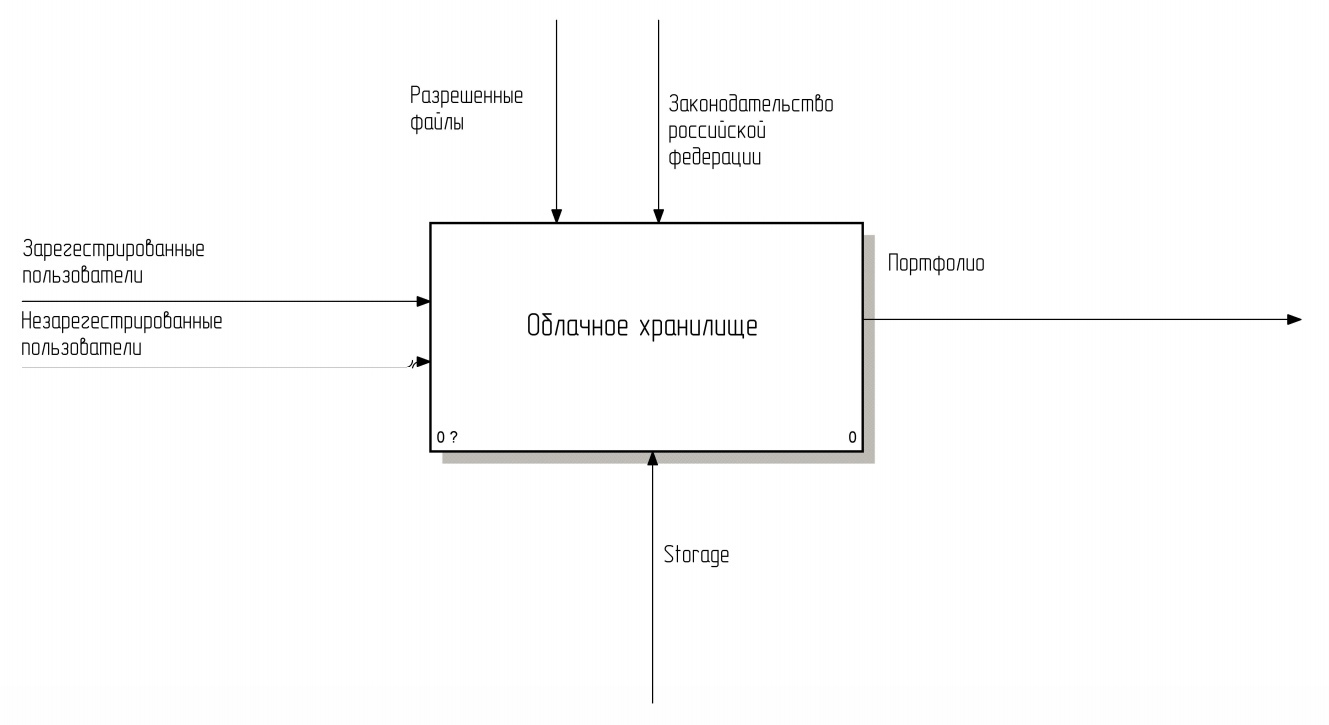 Разрешенные
файлы
Законодательство
российской
федерации
Зарегестрированные
пользователи
Незарегестрированные
пользователи
Облачное хранилище
Портфолио
0 ?
0
Storage